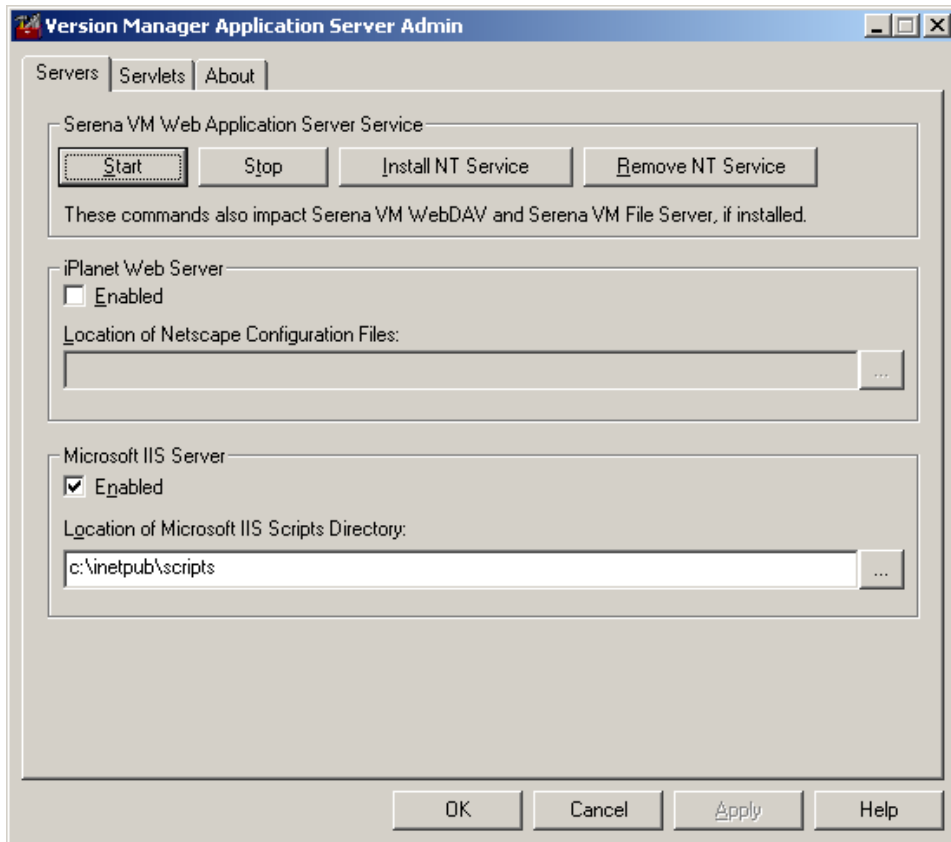 Version Manager Application Server Admin
Servers Servlets About
Serena VM Web Application Server Service
Start Stop Install NT Service Remove NT Service
These commands also impact Serena VM WebDAV and Serena VM File Server, if installed.
iPlanet Web Server
Enabled
Location of Netscape Configuration Files:
...
Microsoft IIS Server
Enabled
Location of Microsoft IIS Scripts Directory:
c:\inetpub\scripts ...
OK Cancel Apply Help